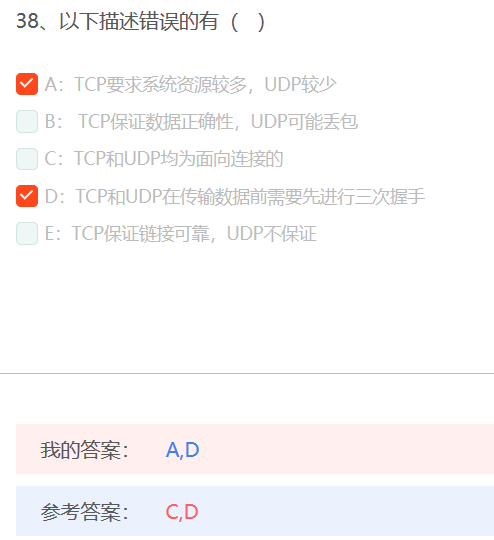 38、以下描述错误的有（　）
A：TCP要求系统资源较多，UDP较少
B： TCP保证数据正确性，UDP可能丢包
C：TCP和UDP均为面向连接的
D：TCP和UDP在传输数据前需要先进行三次握手
E：TCP保证链接可靠，UDP不保证
我的答案： A,D
参考答案： C,D